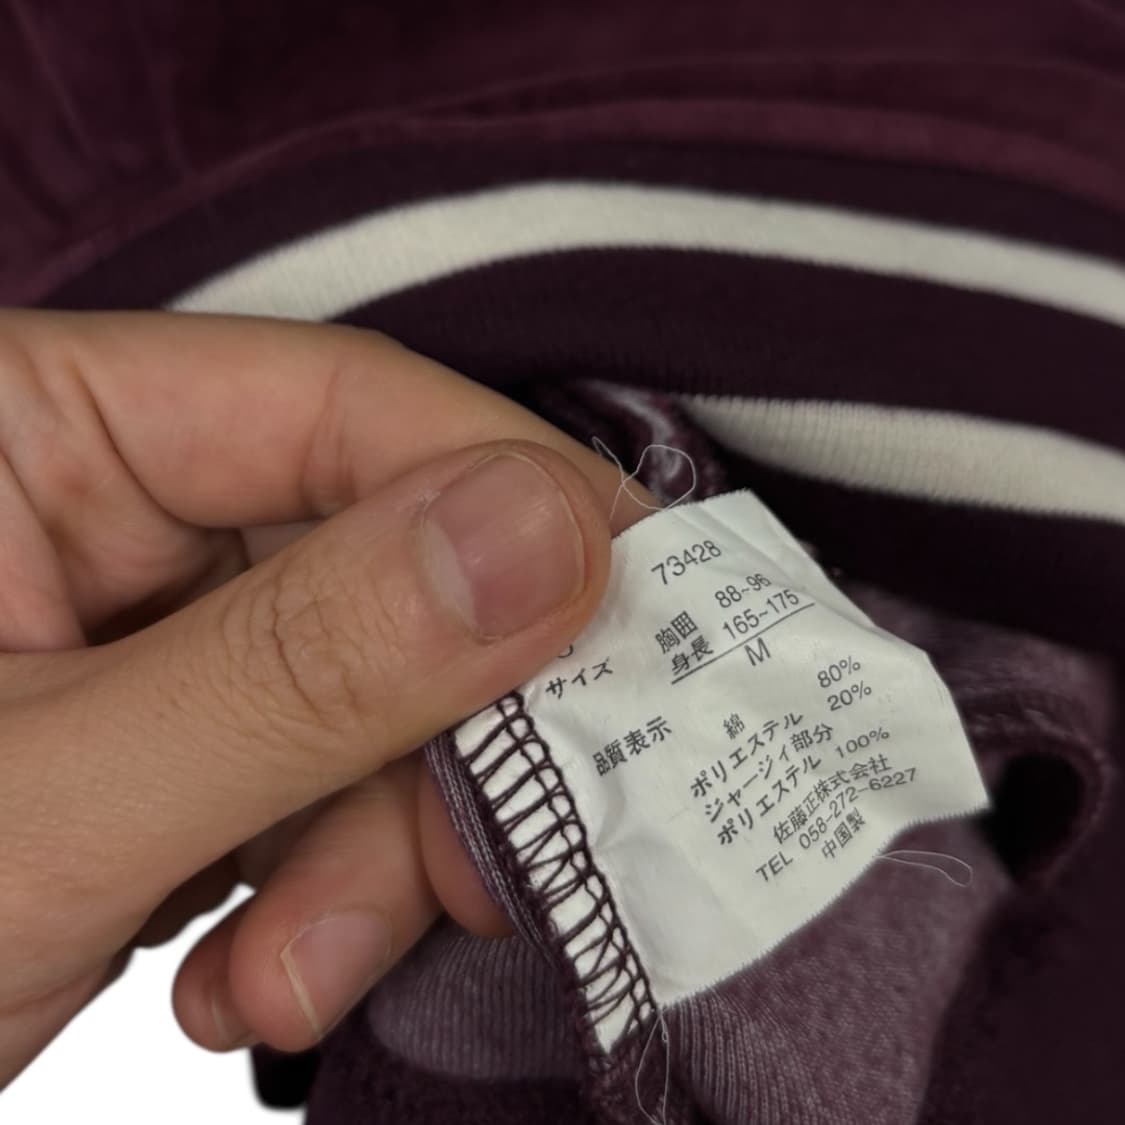 73428
サイズ 胸囲 88~96
身長 165~175
M
品質表示 綿 80%
ポリエステル 20%
ジャージィ部分
ポリエステル 100%
佐藤正株式会社
TEL 058-272-6227
中国製